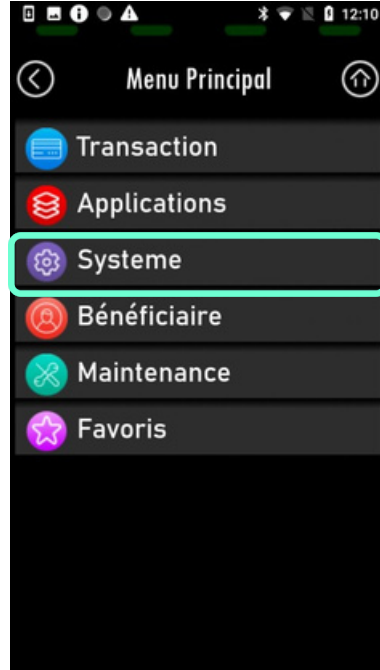 12:10
Menu Principal
Transaction
Applications
Systeme
Bénéficiaire
Maintenance
Favoris